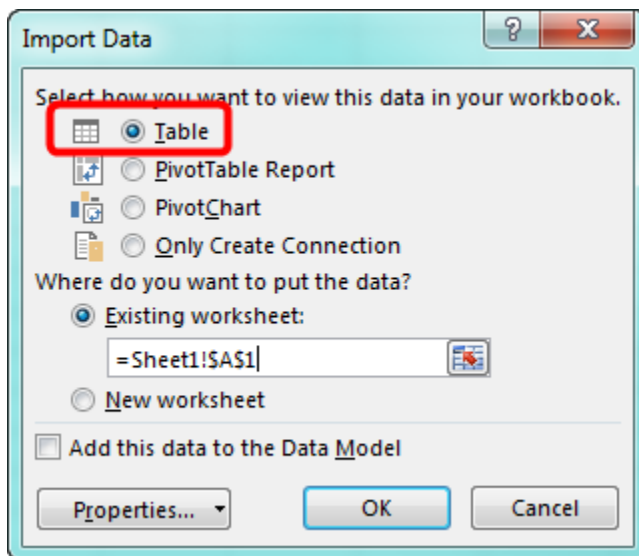 Import Data
?
X
Select how you want to view this data in your workbook.
Table
PivotTable Report
PivotChart
Only Create Connection
Where do you want to put the data?
Existing worksheet:
=Sheet1!$A$1
New worksheet
Add this data to the Data Model
Properties...
OK
Cancel